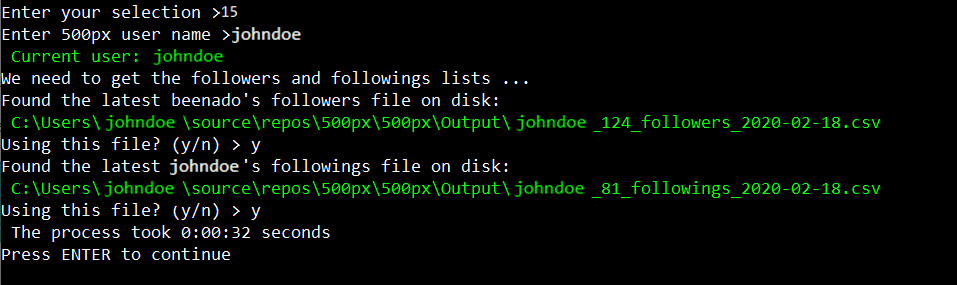 Enter your selection >15
Enter 500px user name >johndoe
Current user: johndoe
We need to get the followers and followings lists ...
Found the latest beenado's followers file on disk:
C:\Users\ johndoe \source\repos\500px\500px\Output\ johndoe _124_followers_2020-02-18.csv
Using this file? (y/n) > y
Found the latest johndoe's followings file on disk:
C:\Users\ johndoe \source\repos\500px\500px\Output\ johndoe _81_followings_2020-02-18.csv
Using this file? (y/n) > y
The process took 0:00:32 seconds
Press ENTER to continue